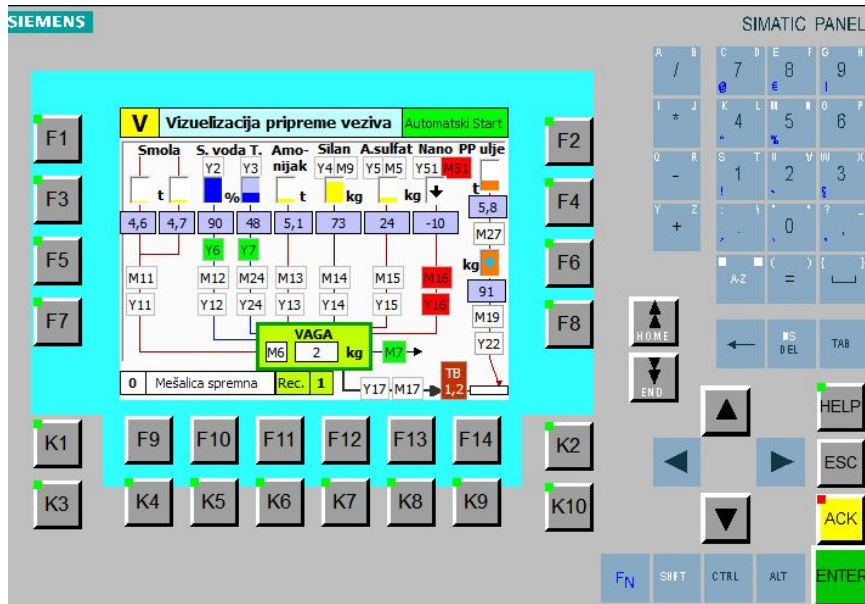 SIEMENS
SIMATIC PANEL
V Vizuelizacija pripreme veziva Automatski Start
Smola S. voda T. Amo- Silan A.sulfat Nano PP ulje
Y2 Y3 nijak Y4 M9 Y5 M5 Y51 M51
t % t kg kg t
4,6 4,7 90 48 5,1 73 24 -10 5,8
Y6 Y7 M27
kg
M11 M12 M24 M13 M14 M15 M16 91
Y11 Y12 Y24 Y13 Y14 Y15 Y16 M19
VAGA
M6 2 kg M7 Y22
0 Mešalica spremna Rec. 1 Y17 M17 TB
1,2
F1 F2
F3 F4
F5 F6
F7 F8
K1 F9 F10 F11 F12 F13 F14 K2
K3 K4 K5 K6 K7 K8 K9 K10
A B C D E F G H
/ 7 8 9
@ €
I J K L M N O P
* 4 5 6
%
Q R S T U V W X
- 1 2 3
! §
Y Z
+ . 0
A-Z ( = ) { }
HOME
END
INS
DEL
TAB
HELP
ESC
ACK
FN SHIFT CTRL ALT ENTER